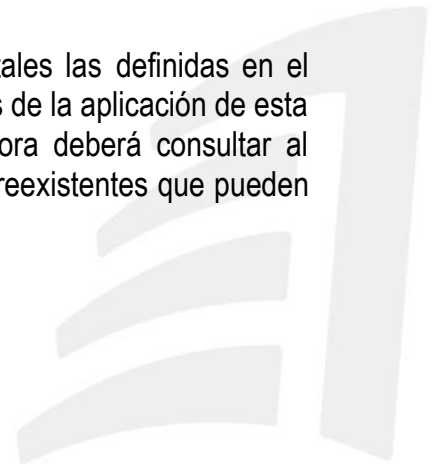 tales las definidas en el
s de la aplicación de esta
ora deberá consultar al
reexistentes que pueden